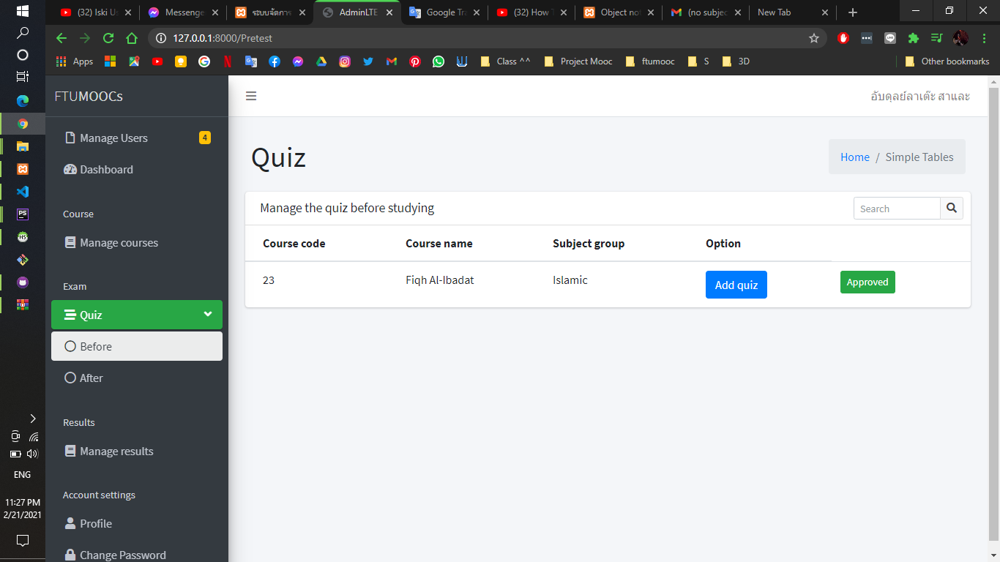 (32) Iski Us
Messenge
ระบบจัดการ
AdminLTE
Google Tra
(32) How T
Object not
(no subjec
New Tab
127.0.0.1:8000/Pretest
Apps
Class ^^
Project Mooc
ftumooc
S
3D
Other bookmarks
FTUMOOCs
อับดุลย์ลาเต๊ะ สาและ
Manage Users 4
Dashboard
Course
Manage courses
Exam
Quiz
Before
After
Results
Manage results
Account settings
Profile
Change Password
Quiz
Home / Simple Tables
Manage the quiz before studying
Search
Course code Course name Subject group Option
23 Fiqh Al-Ibadat Islamic Add quiz Approved
ENG
11:27 PM
2/21/2021